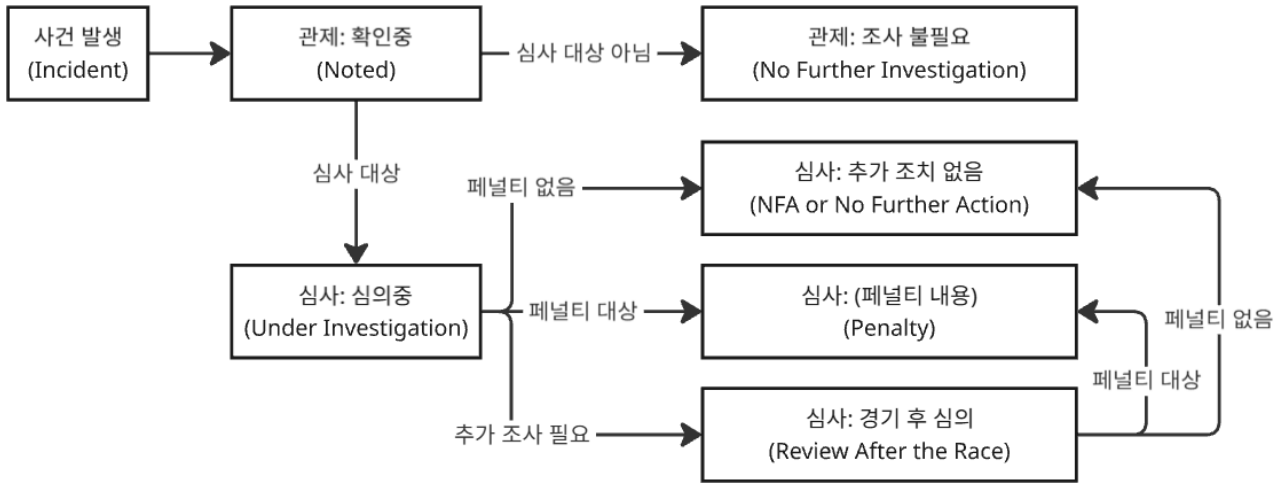 사건 발생
(Incident)
관제: 확인중
(Noted)
심사 대상 아님
관제: 조사 불필요
(No Further Investigation)
심사 대상
페널티 없음
심사: 추가 조치 없음
(NFA or No Further Action)
심사: 심의중
(Under Investigation)
페널티 대상
심사: (페널티 내용)
(Penalty)
페널티 없음
페널티 대상
추가 조사 필요
심사: 경기 후 심의
(Review After the Race)